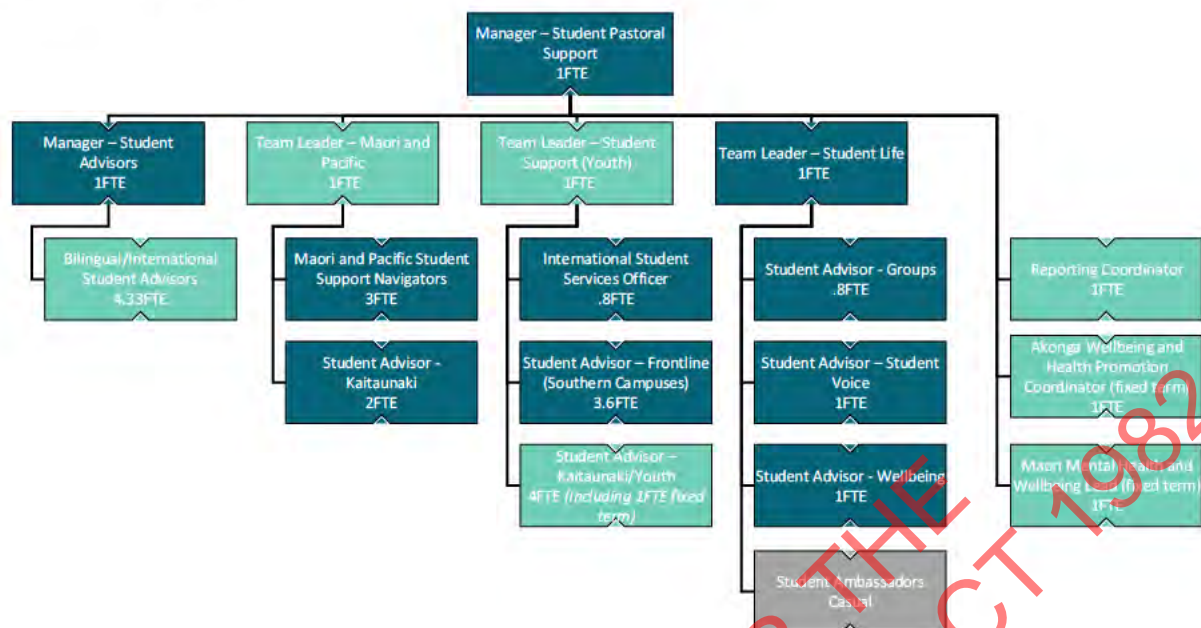 Manager – Student Pastoral
Support
1FTE
Manager – Student
Advisors
1FTE
Team Leader – Maori and
Pacific
1FTE
Team Leader – Student
Support (Youth)
1FTE
Team Leader – Student Life
1FTE
Bilingual/International
Student Advisors
4.33FTE
Maori and Pacific Student
Support Navigators
3FTE
Student Advisor -
Kaitaunaki
2FTE
International Student
Services Officer
.8FTE
Student Advisor – Frontline
(Southern Campuses)
3.6FTE
Student Advisor –
Kaitaunaki/Youth
4FTE (including 1FTE fixed
term)
Student Advisor - Groups
.8FTE
Student Advisor – Student
Voice
1FTE
Student Advisor - Wellbeing
1FTE
Student Ambassadors
Casual
Reporting Coordinator
1FTE
Akonga Wellbeing and
Health Promotion
Coordinator (fixed term)
1FTE
Maori Mental Health and
Wellbeing Lead (fixed term)
1FTE
THE
CT 1982